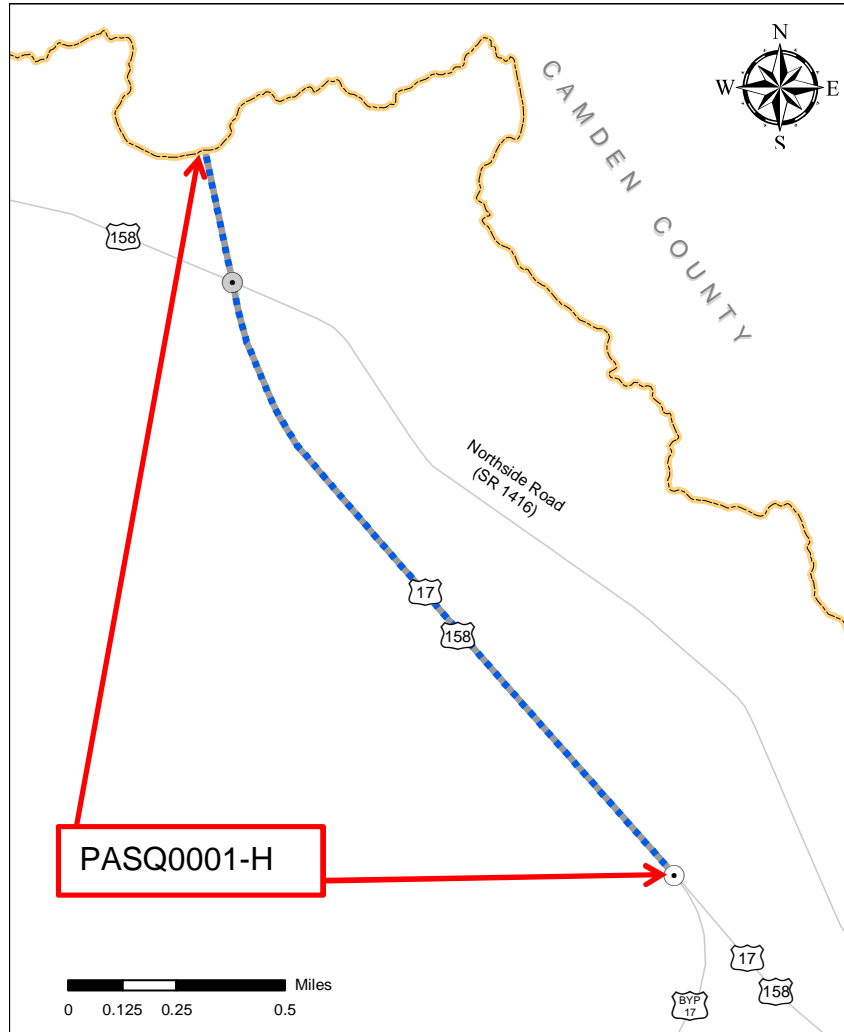 N
W E
S
CAMDEN COUNTY
158
Northside Road
(SR 1416)
17
158
PASQ0001-H
17
158
BYP
17
Miles
0 0.125 0.25 0.5